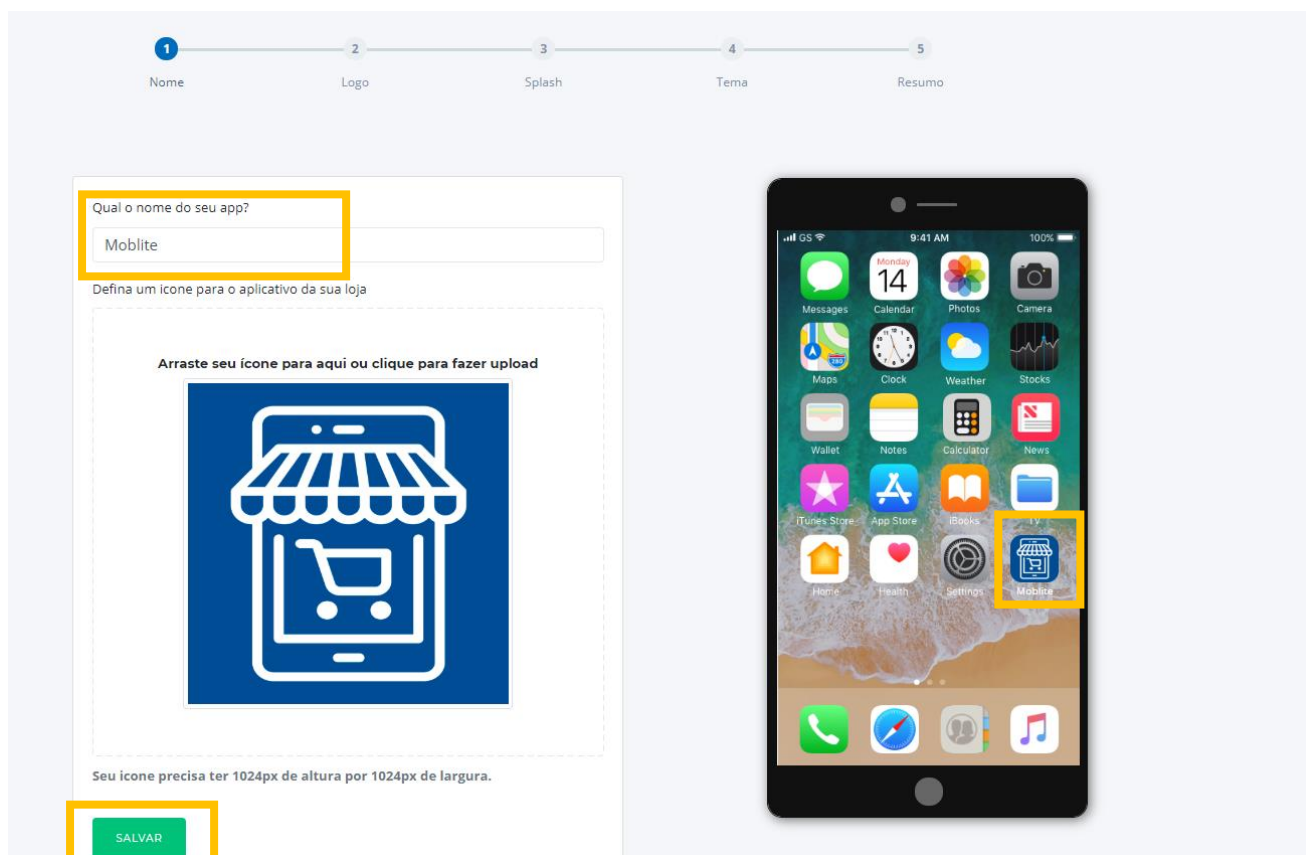 1 2 3 4 5
Nome Logo Splash Tema Resumo
Qual o nome do seu app?
Moblite
Defina um icone para o aplicativo da sua loja
Arraste seu ícone para aqui ou clique para fazer upload
Seu icone precisa ter 1024px de altura por 1024px de largura.
SALVAR
GS 9:41 AM 100%
Monday
14
Messages Calendar Photos Camera
280
Maps Clock Weather Stocks
Wallet Notes Calculator News
iTunes Store App Store iBooks TV
Home Health Settings Moblite